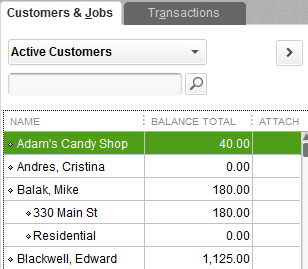 Customers & Jobs Transactions
Active Customers
NAME BALANCE TOTAL ATTACH
Adam's Candy Shop 40.00
Andres, Cristina 0.00
Balak, Mike 180.00
330 Main St 180.00
Residential 0.00
Blackwell, Edward 1,125.00